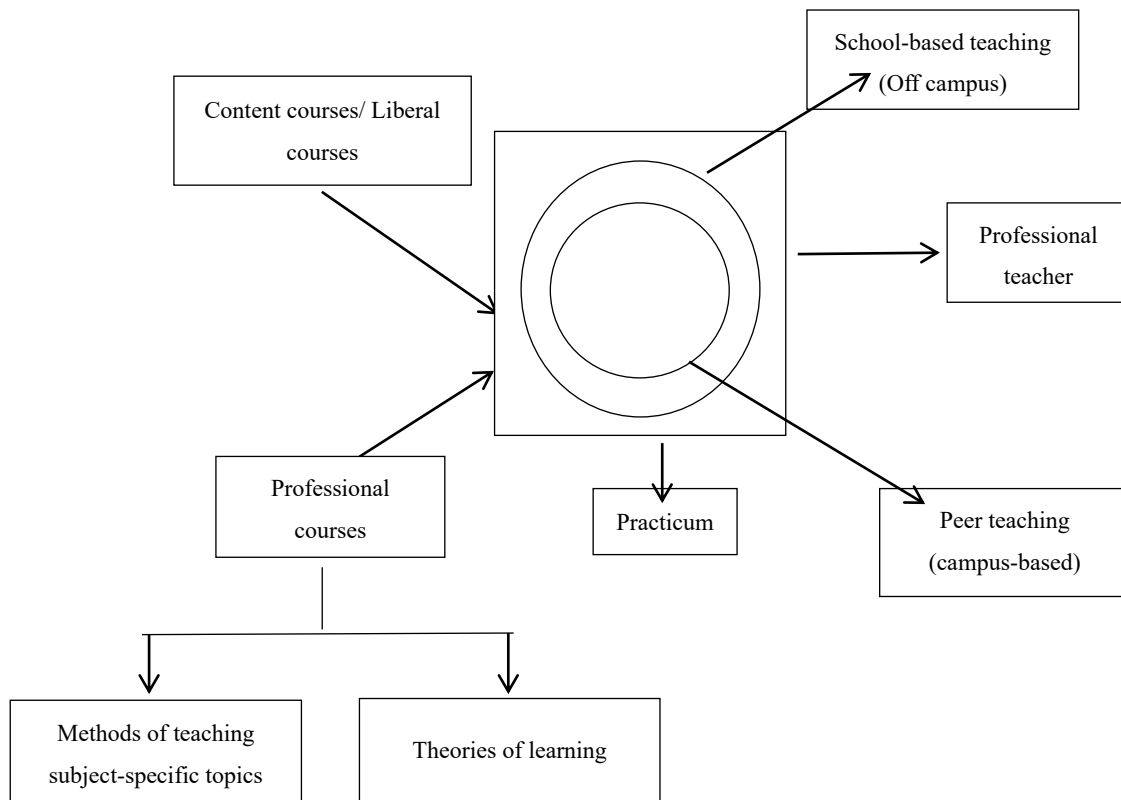 School-based teaching
(Off campus)
Content courses/ Liberal
courses
Professional
teacher
Professional
courses
Practicum
Peer teaching
(campus-based)
Methods of teaching
subject-specific topics
Theories of learning